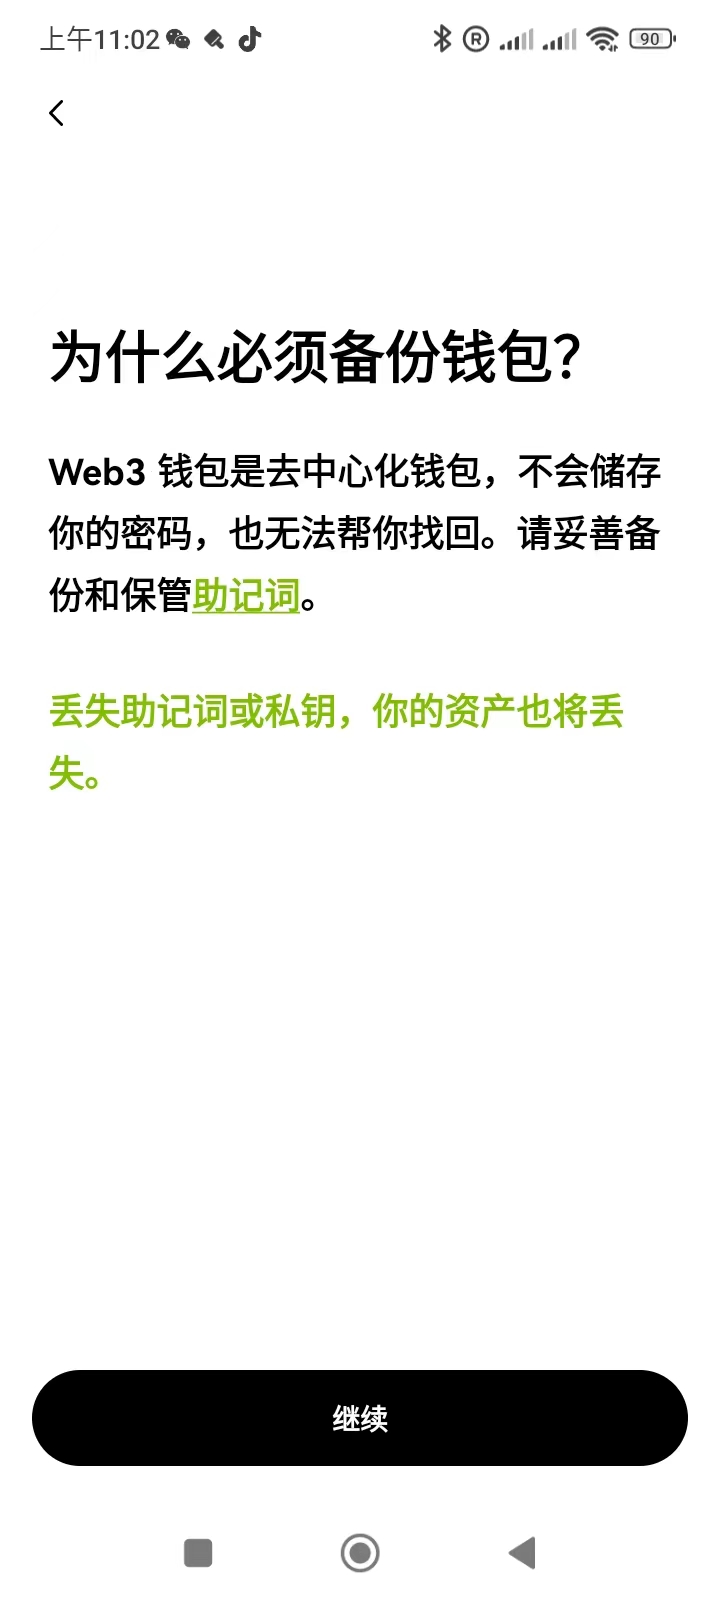 上午11:02
R
90
为什么必须备份钱包？
Web3 钱包是去中心化钱包，不会储存
你的密码，也无法帮你找回。请妥善备
份和保管助记词。
丢失助记词或私钥，你的资产也将丢
失。
继续